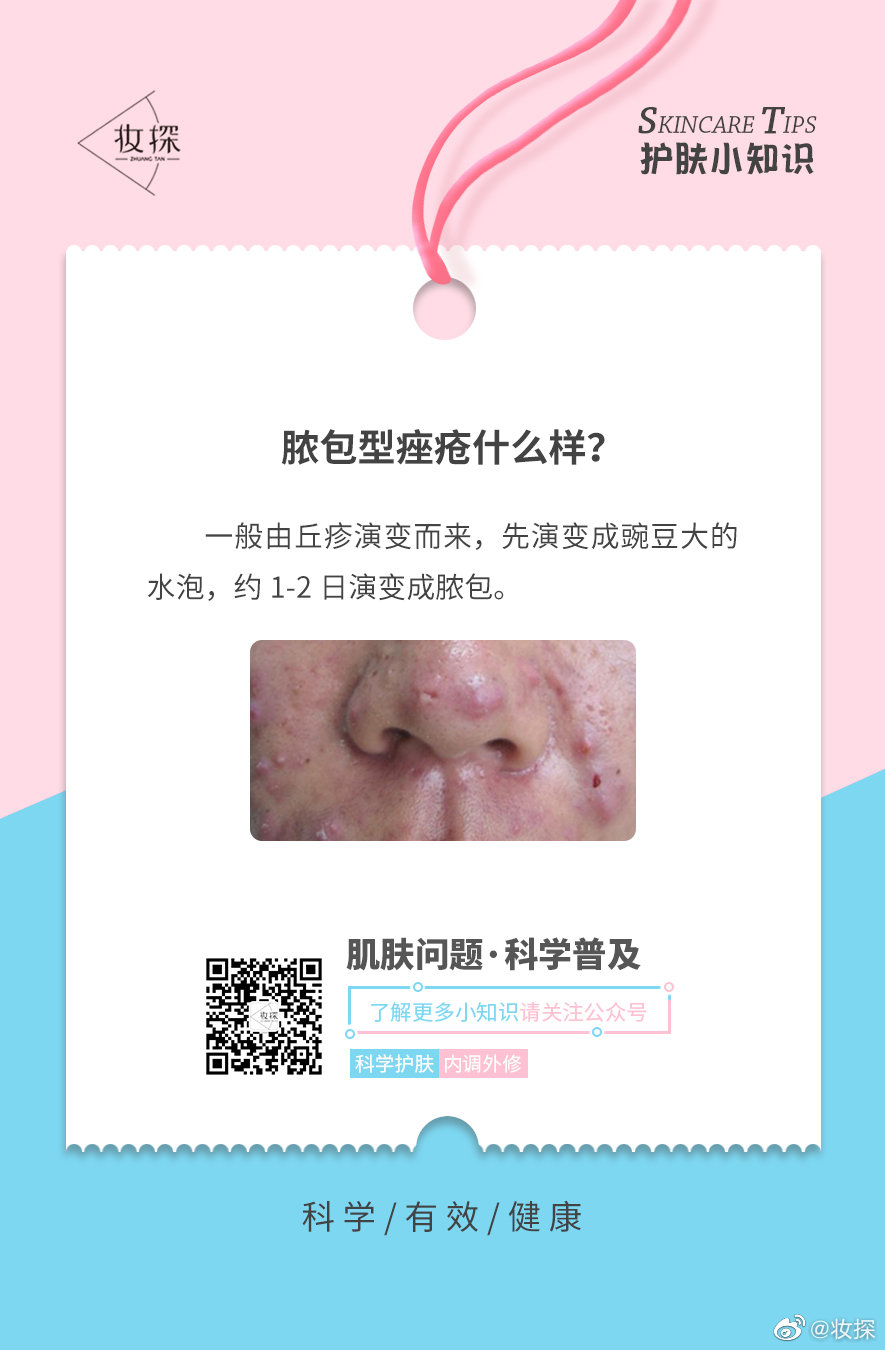 妆探
ZHUANG TAN
SKINCARE TIPS
护肤小知识
脓包型痤疮什么样?
一般由丘疹演变而来，先演变成豌豆大的
水泡，约 1-2 日演变成脓包。
肌肤问题·科学普及
妆探
了解更多小知识请关注公众号
科学护肤 内调外修
科学/有效/健康
@妆探